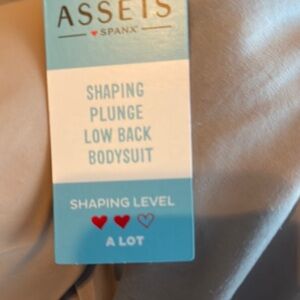 ASSETS
SPANX®
SHAPING
PLUNGE
LOW BACK
BODYSUIT
SHAPING LEVEL
A LOT